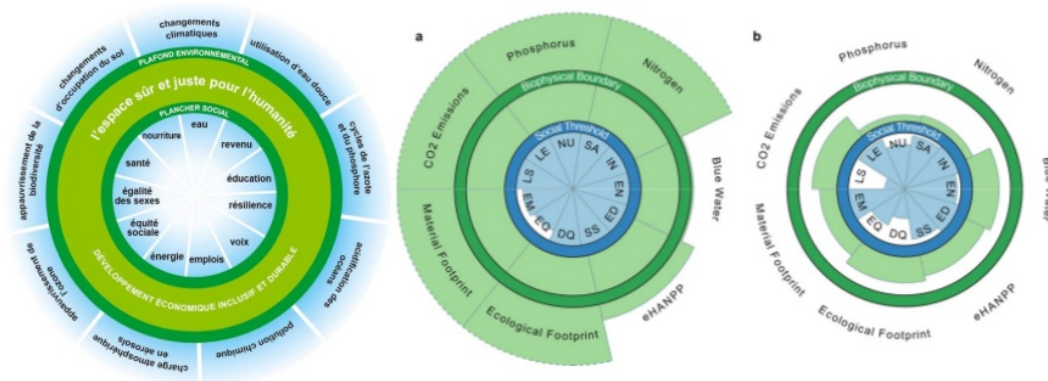 changements
climatiques
utilisation d'eau douce
cycles de l'azote
et du phosphore
acidification des
océans
pollution chimique
charge atmosphérique
en aérosols
appauvrissement de
l'ozone
appauvrissement de la
biodiversité
changements
d'occupation du sol
PLAFOND ENVIRONNEMENTAL
l'espace sûr et juste pour l'humanité
PLANCHER SOCIAL
eau
revenu
éducation
résilience
voix
emplois
énergie
équité
sociale
égalité
des sexes
santé
nourriture
DÉVELOPPEMENT ÉCONOMIQUE INCLUSIF ET DURABLE
a
Phosphorus
Nitrogen
Blue Water
eHANPP
Ecological Footprint
Material Footprint
CO2 Emissions
Biophysical Boundary
Social Threshold
NU
SA
IN
EN
ED
SS
DQ
EQ
EM
LS
LE
b
Phosphorus
Nitrogen
eHANPP
Ecological Footprint
Material Footprint
CO2 Emissions
Biophysical Boundary
Social Threshold
NU
SA
IN
EN
ED
SS
DQ
EQ
EM
LS
LE